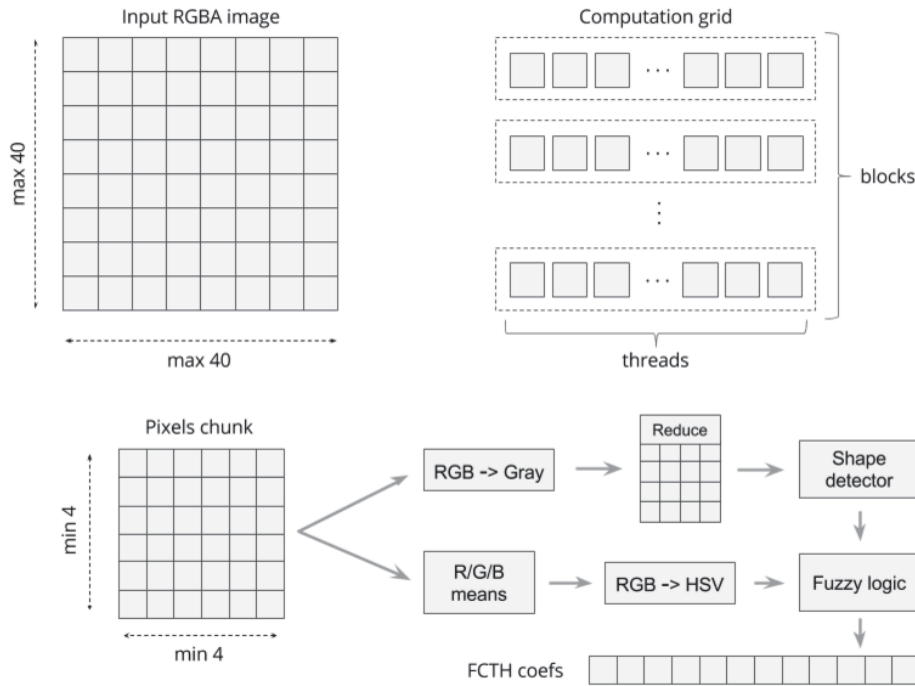 Input RGBA image
Computation grid
max 40
blocks
max 40
threads
Pixels chunk
Reduce
RGB -> Gray
Shape
detector
min 4
R/G/B
means
RGB -> HSV
Fuzzy logic
min 4
FCTH coefs